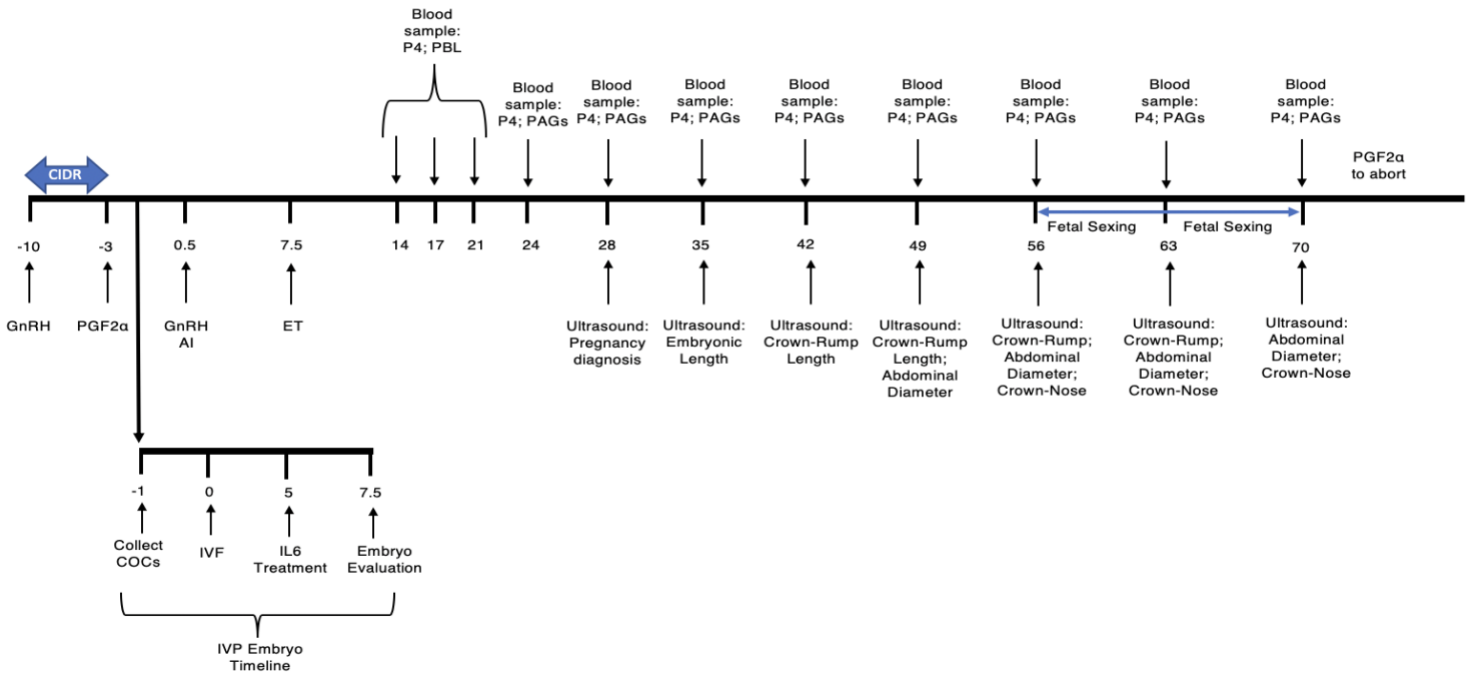 Blood
sample:
P4; PBL
Blood
sample:
P4; PAGs
Blood
sample:
P4; PAGs
Blood
sample:
P4; PAGs
Blood
sample:
P4; PAGs
Blood
sample:
P4; PAGs
Blood
sample:
P4; PAGs
Blood
sample:
P4; PAGs
Blood
sample:
P4; PAGs
PGF2α
to abort
CIDR
-10
-3
0.5
7.5
14
17
21
24
28
35
42
49
56
63
70
Fetal Sexing
Fetal Sexing
GnRH
PGF2α
GnRH
AI
ET
Ultrasound:
Pregnancy
diagnosis
Ultrasound:
Embryonic
Length
Ultrasound:
Crown-Rump
Length
Ultrasound:
Crown-Rump
Length;
Abdominal
Diameter
Ultrasound:
Crown-Rump;
Abdominal
Diameter;
Crown-Nose
Ultrasound:
Crown-Rump;
Abdominal
Diameter;
Crown-Nose
Ultrasound:
Abdominal
Diameter;
Crown-Nose
-1
0
5
7.5
Collect
COCs
IVF
IL6
Treatment
Embryo
Evaluation
IVP Embryo
Timeline